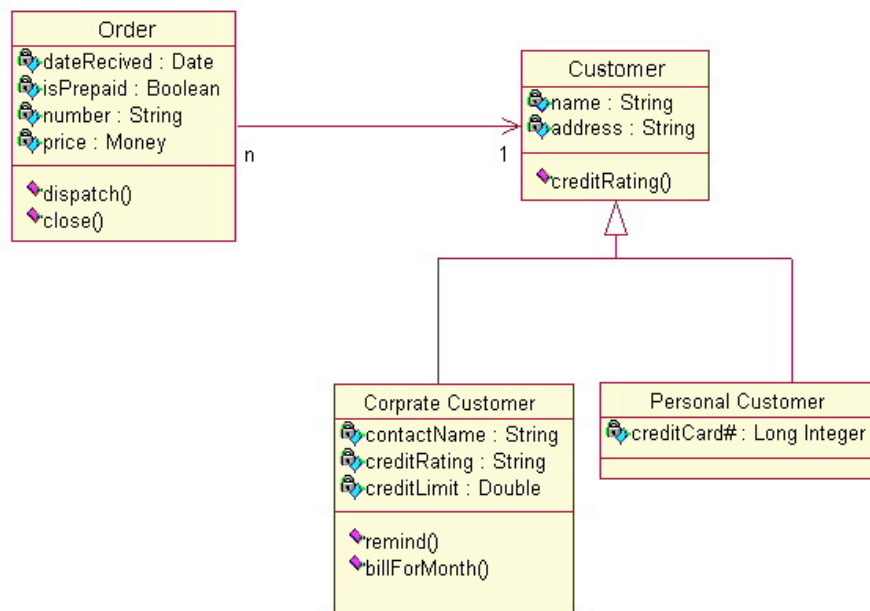 Order
dateRecived : Date
isPrepaid : Boolean
number : String
price : Money
dispatch()
close()
n
1
Customer
name : String
address : String
creditRating()
Corprate Customer
contactName : String
creditRating : String
creditLimit : Double
remind()
billForMonth()
Personal Customer
creditCard# : Long Integer